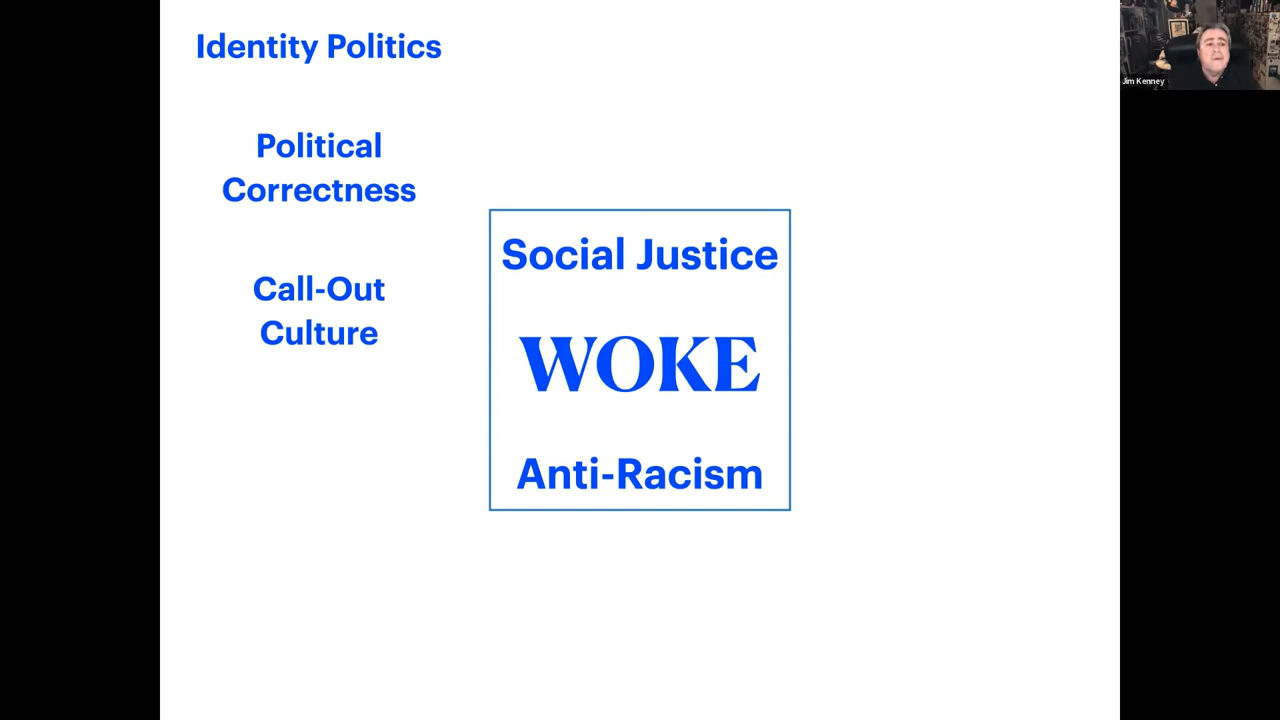 Identity Politics
Political
Correctness
Call-Out
Culture
Social Justice
WOKE
Anti-Racism
Jim Kenney